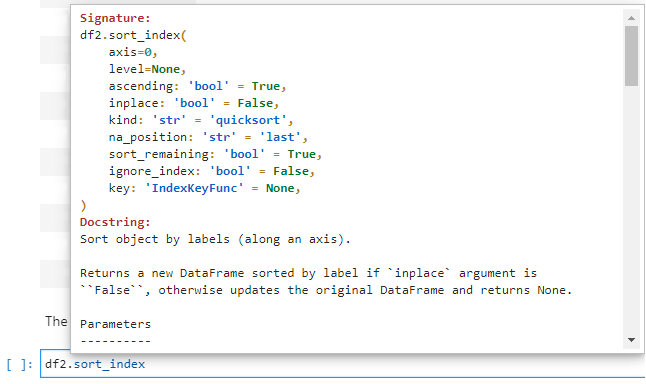 Signature:
df2.sort_index(
    axis=0,
    level=None,
    ascending: 'bool' = True,
    inplace: 'bool' = False,
    kind: 'str' = 'quicksort',
    na_position: 'str' = 'last',
    sort_remaining: 'bool' = True,
    ignore_index: 'bool' = False,
    key: 'IndexKeyFunc' = None,
)
Docstring:
Sort object by labels (along an axis).
Returns a new DataFrame sorted by label if `inplace` argument is
``False``, otherwise updates the original DataFrame and returns None.
The
Parameters
----------
[ ]: df2.sort_index